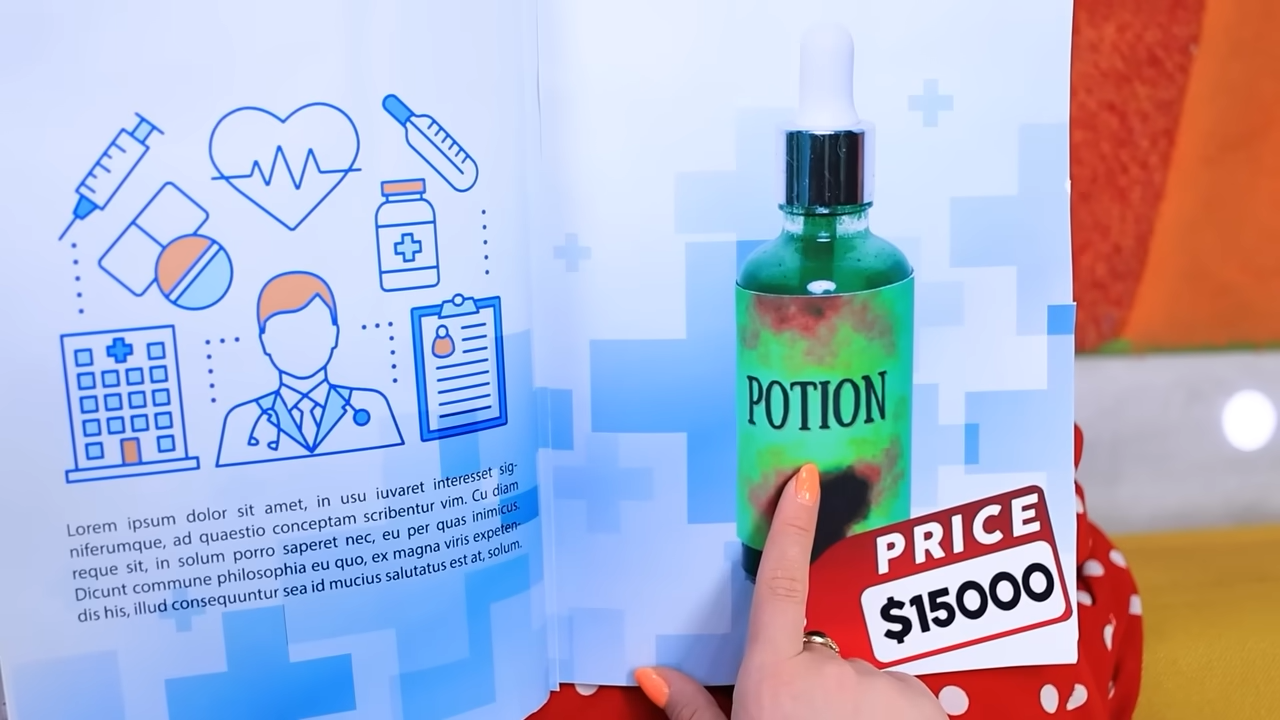 Lorem ipsum dolor sit amet, in usu iuvaret interesset sig-
niferumque, ad quaestio conceptam scribentur vim. Cu diam
reque sit, in solum porro saperet nec, eu per quas inimicus.
Dicunt commune philosophia eu quo, ex magna viris expeten-
dis his, illud consequuntur sea id mucius salutatus est at, solum.
POTION
PRICE
$15000